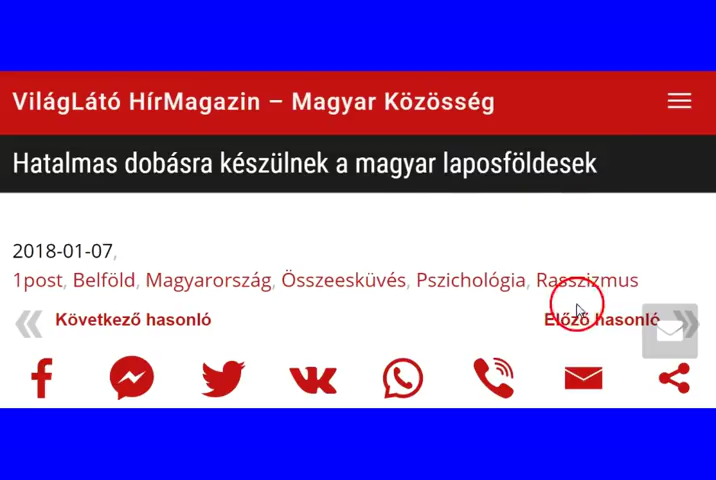 VilágLátó HírMagazin – Magyar Közösség
Hatalmas dobásra készülnek a magyar laposföldesek
2018-01-07,
1post, Belföld, Magyarország, Összeesküvés, Pszichológia, Rasszizmus
Következő hasonló Előző hasonló